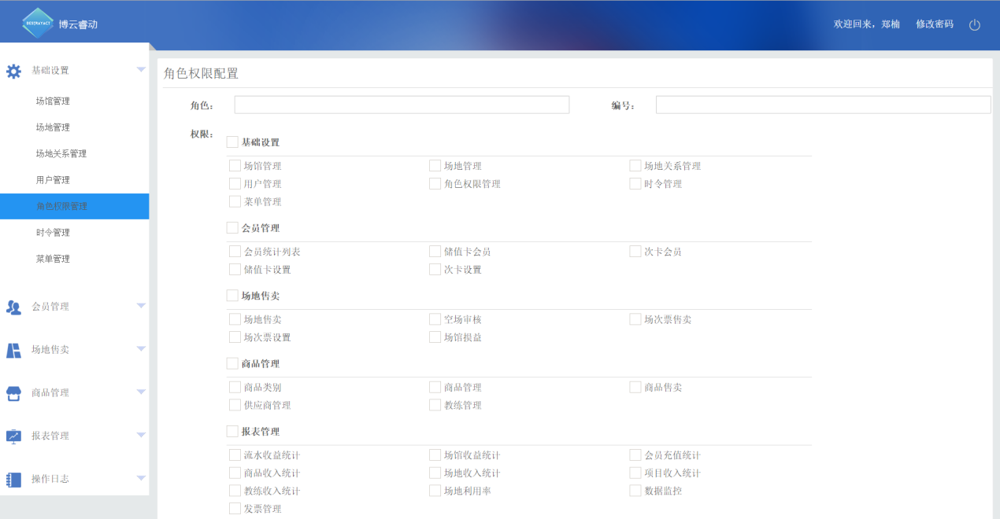 DESIRAYACT
博云睿动
欢迎回来，郑楠 修改密码
基础设置
场馆管理
场地管理
场地关系管理
用户管理
角色权限管理
时令管理
菜单管理
会员管理
场地售卖
商品管理
报表管理
操作日志
角色权限配置
角色： 编号：
权限：
基础设置
场馆管理 场地管理 场地关系管理
用户管理 角色权限管理 时令管理
菜单管理
会员管理
会员统计列表 储值卡会员 次卡会员
储值卡设置 次卡设置
场地售卖
场地售卖 空场审核 场次票售卖
场次票设置 场馆损益
商品管理
商品类别 商品管理 商品售卖
供应商管理 教练管理
报表管理
流水收益统计 场馆收益统计 会员充值统计
商品收入统计 场地收入统计 项目收入统计
教练收入统计 场地利用率 数据监控
发票管理